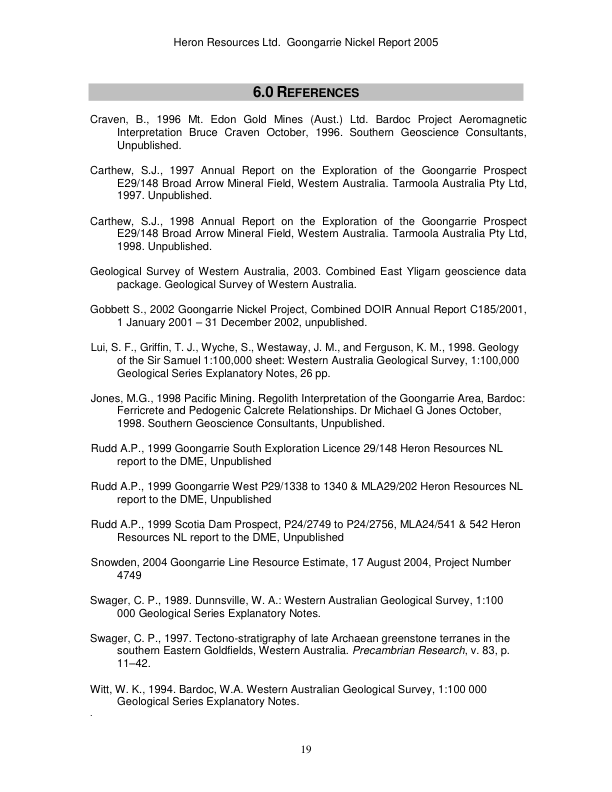 Heron Resources Ltd.  Goongarrie Nickel Report 2005
6.0 REFERENCES
Craven, B., 1996 Mt. Edon Gold Mines (Aust.) Ltd. Bardoc Project Aeromagnetic
Interpretation Bruce Craven October, 1996. Southern Geoscience Consultants,
Unpublished.
Carthew, S.J., 1997 Annual Report on the Exploration of the Goongarrie Prospect
E29/148 Broad Arrow Mineral Field, Western Australia. Tarmoola Australia Pty Ltd,
1997. Unpublished.
Carthew, S.J., 1998 Annual Report on the Exploration of the Goongarrie Prospect
E29/148 Broad Arrow Mineral Field, Western Australia. Tarmoola Australia Pty Ltd,
1998. Unpublished.
Geological Survey of Western Australia, 2003. Combined East Yligarn geoscience data
package. Geological Survey of Western Australia.
Gobbett S., 2002 Goongarrie Nickel Project, Combined DOIR Annual Report C185/2001,
1 January 2001 – 31 December 2002, unpublished.
Lui, S. F., Griffin, T. J., Wyche, S., Westaway, J. M., and Ferguson, K. M., 1998. Geology
of the Sir Samuel 1:100,000 sheet: Western Australia Geological Survey, 1:100,000
Geological Series Explanatory Notes, 26 pp.
Jones, M.G., 1998 Pacific Mining. Regolith Interpretation of the Goongarrie Area, Bardoc:
Ferricrete and Pedogenic Calcrete Relationships. Dr Michael G Jones October,
1998. Southern Geoscience Consultants, Unpublished.
Rudd A.P., 1999 Goongarrie South Exploration Licence 29/148 Heron Resources NL
report to the DME, Unpublished
Rudd A.P., 1999 Goongarrie West P29/1338 to 1340 & MLA29/202 Heron Resources NL
report to the DME, Unpublished
Rudd A.P., 1999 Scotia Dam Prospect, P24/2749 to P24/2756, MLA24/541 & 542 Heron
Resources NL report to the DME, Unpublished
Snowden, 2004 Goongarrie Line Resource Estimate, 17 August 2004, Project Number
4749
Swager, C. P., 1989. Dunnsville, W. A.: Western Australian Geological Survey, 1:100
000 Geological Series Explanatory Notes.
Swager, C. P., 1997. Tectono-stratigraphy of late Archaean greenstone terranes in the
southern Eastern Goldfields, Western Australia. Precambrian Research, v. 83, p.
11–42.
Witt, W. K., 1994. Bardoc, W.A. Western Australian Geological Survey, 1:100 000
Geological Series Explanatory Notes.
.
19